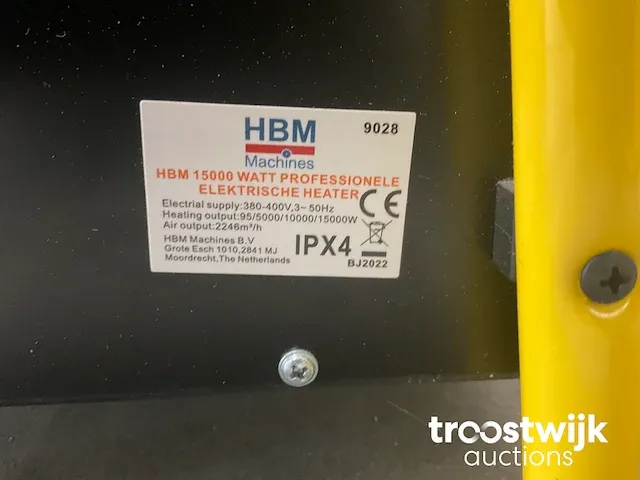 HBM
Machines
9028
HBM 15000 WATT PROFESSIONELE
ELEKTRISCHE HEATER
Electrial supply:380-400V,3~50Hz
Heating output:95/5000/10000/15000W
Air output:2246m³/h
HBM Machines B.V
Grote Esch 1010,2841 MJ
Moordrecht,The Netherlands
CE
IPX4
BJ2022
troostwijk
auctions